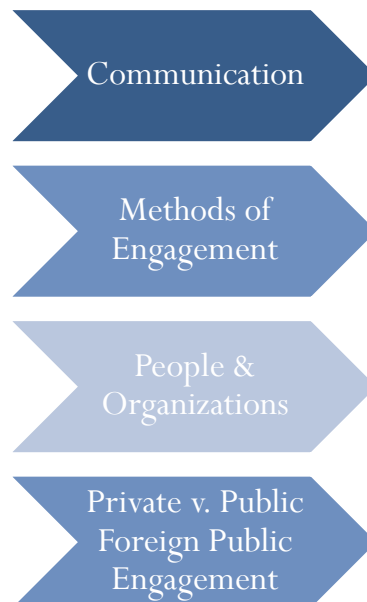 Communication
Methods of
Engagement
People &
Organizations
Private v. Public
Foreign Public
Engagement